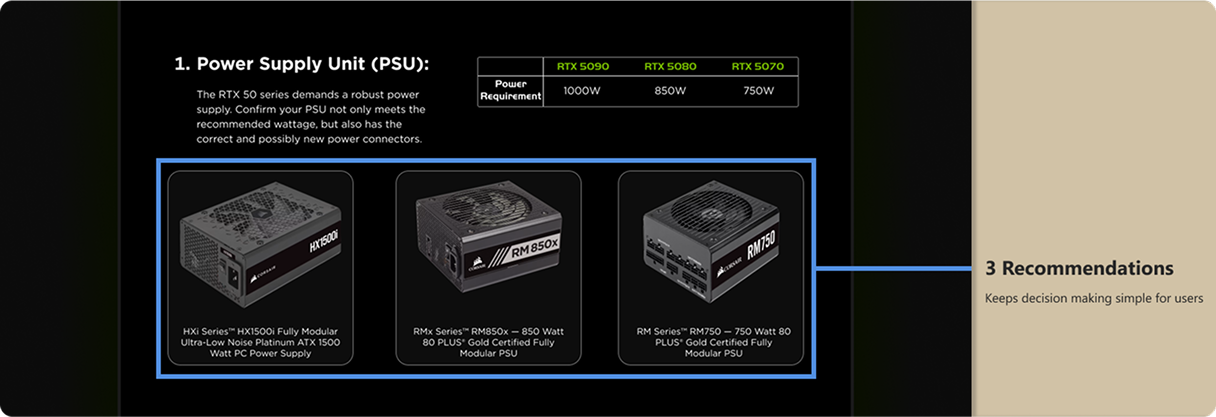 1. Power Supply Unit (PSU):
The RTX 50 series demands a robust power
supply. Confirm your PSU not only meets the
recommended wattage, but also has the
correct and possibly new power connectors.
RTX 5090 RTX 5080 RTX 5070
Power
Requirement
1000W 850W 750W
HX1500i
CORSAIR
RM 850x
CORSAIR
RM750
CORSAIR
HXi Series™ HX1500i Fully Modular
Ultra-Low Noise Platinum ATX 1500
Watt PC Power Supply
RMx Series™ RM850x — 850 Watt
80 PLUS® Gold Certified Fully
Modular PSU
RM Series™ RM750 — 750 Watt 80
PLUS® Gold Certified Fully
Modular PSU
3 Recommendations
Keeps decision making simple for users